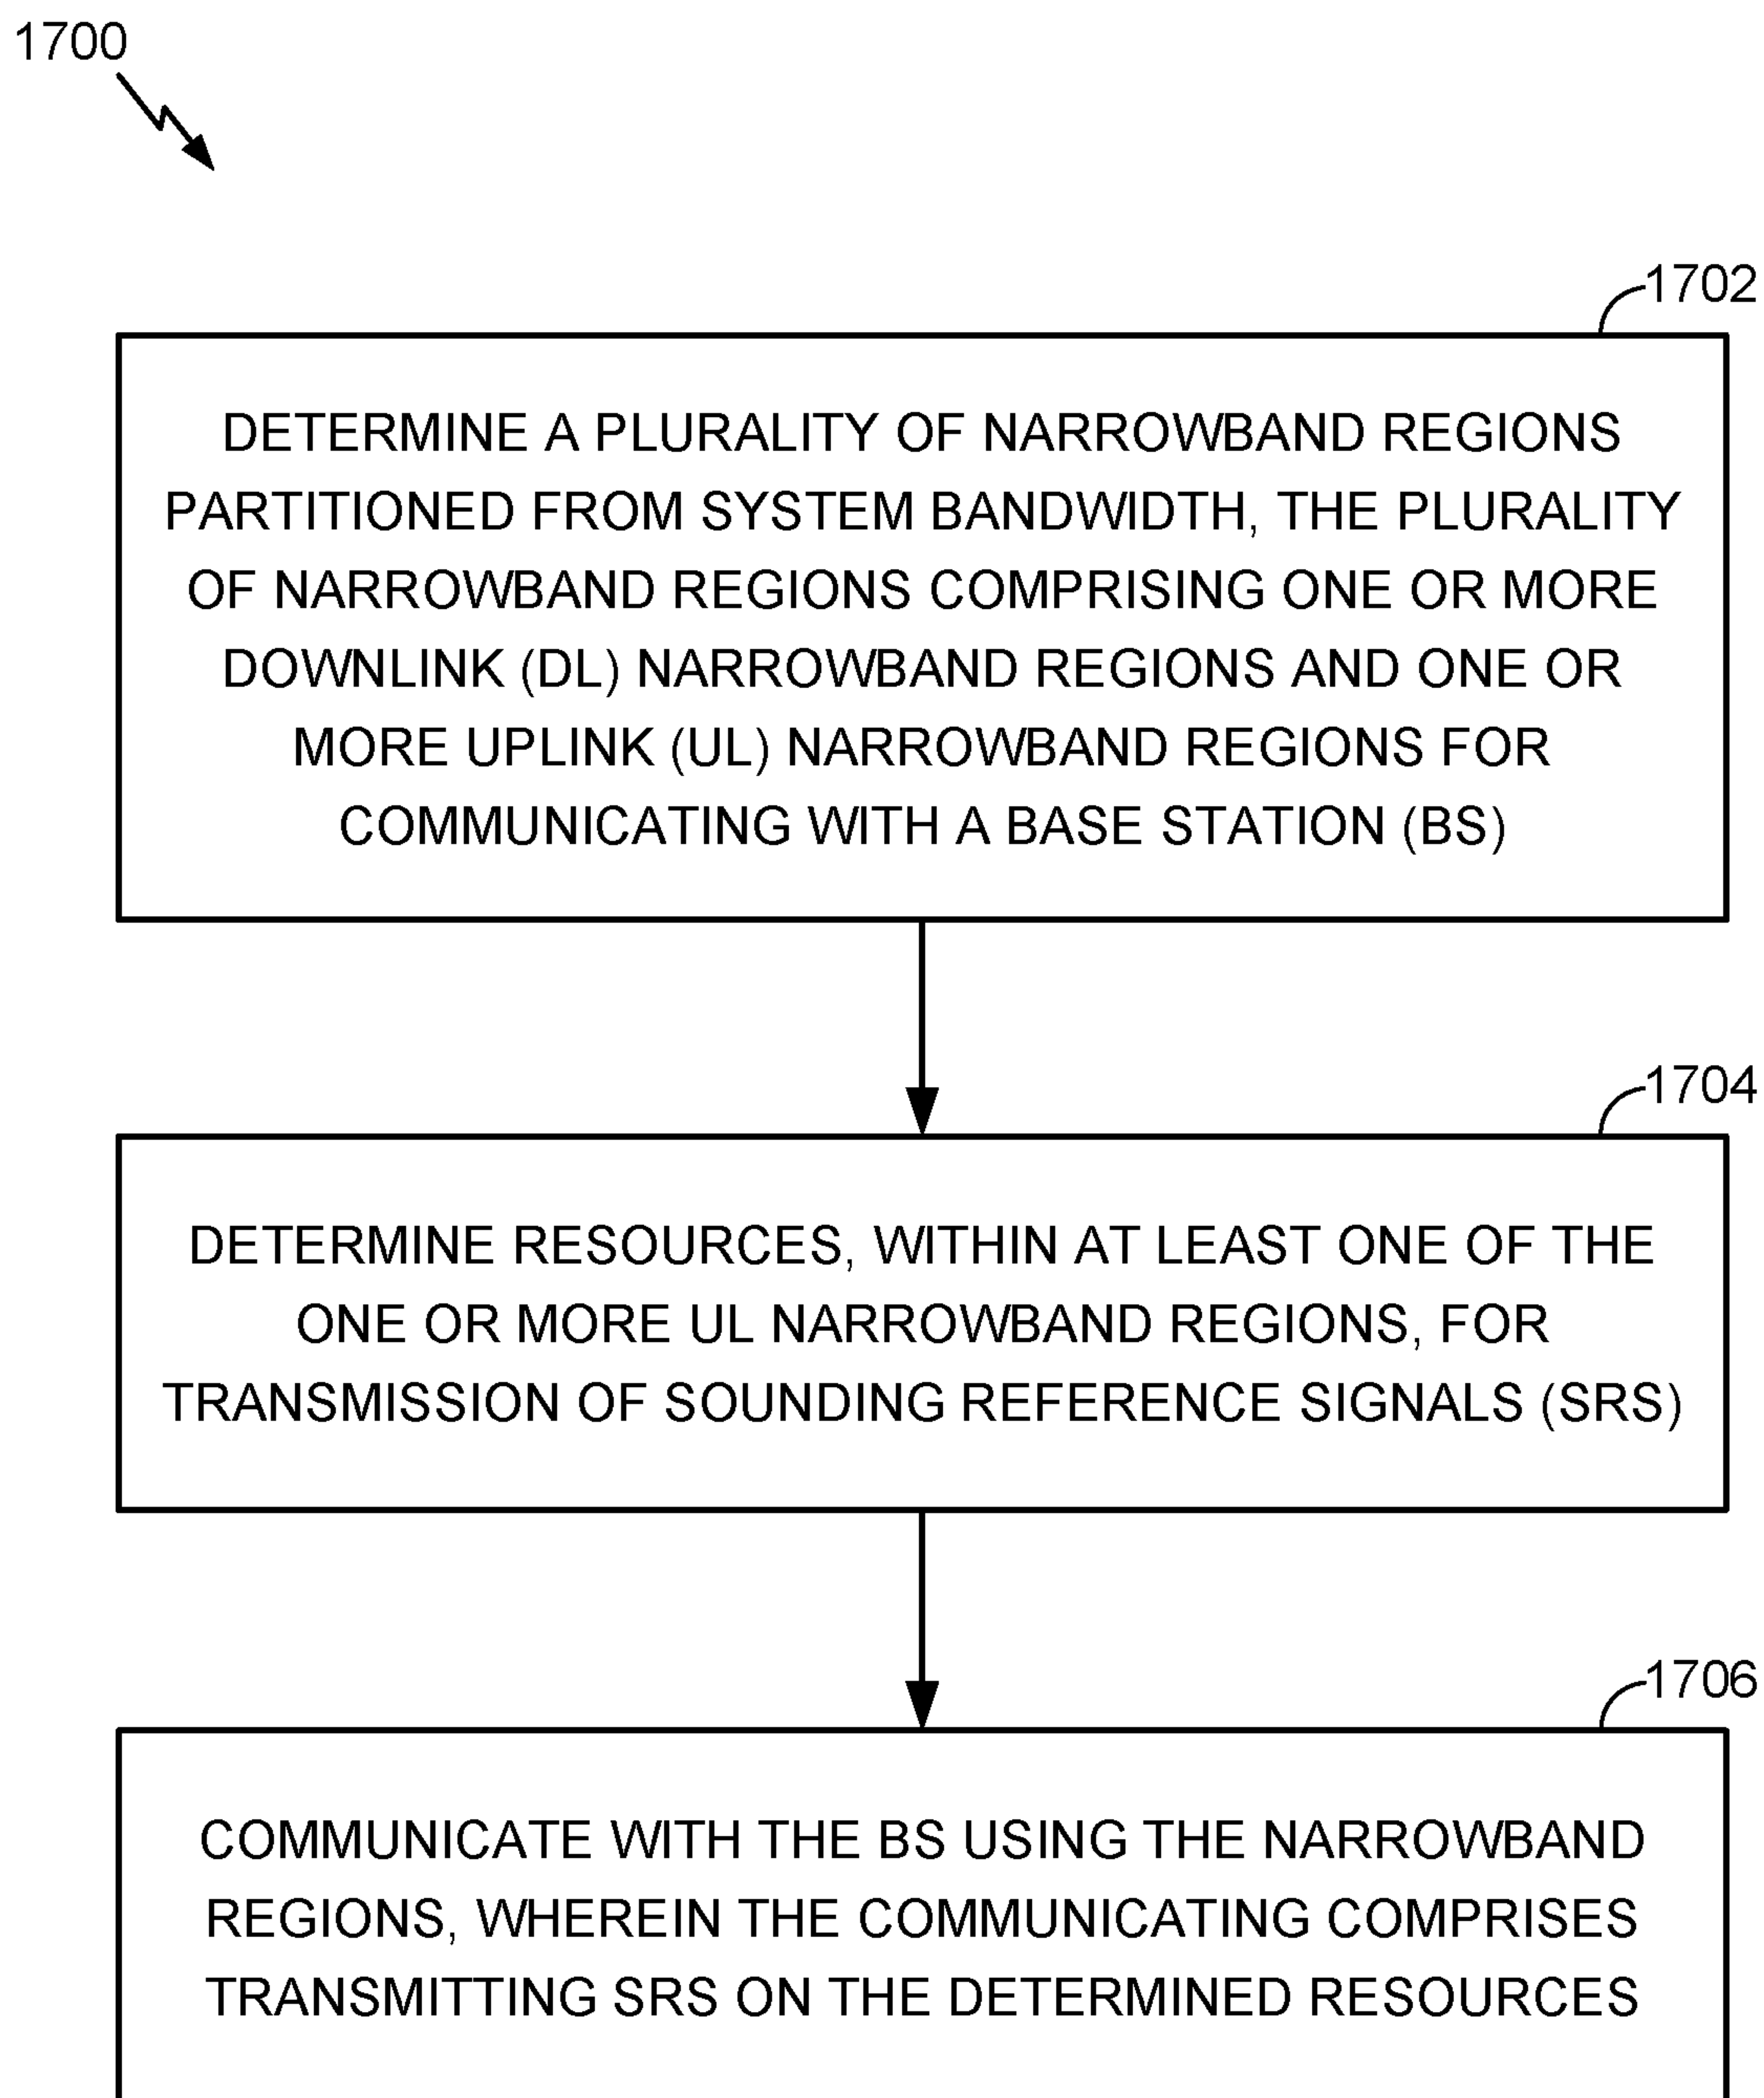 1700
1702
DETERMINE A PLURALITY OF NARROWBAND REGIONS
PARTITIONED FROM SYSTEM BANDWIDTH, THE PLURALITY
OF NARROWBAND REGIONS COMPRISING ONE OR MORE
DOWNLINK (DL) NARROWBAND REGIONS AND ONE OR
MORE UPLINK (UL) NARROWBAND REGIONS FOR
COMMUNICATING WITH A BASE STATION (BS)
1704
DETERMINE RESOURCES, WITHIN AT LEAST ONE OF THE
ONE OR MORE UL NARROWBAND REGIONS, FOR
TRANSMISSION OF SOUNDING REFERENCE SIGNALS (SRS)
1706
COMMUNICATE WITH THE BS USING THE NARROWBAND
REGIONS, WHEREIN THE COMMUNICATING COMPRISES
TRANSMITTING SRS ON THE DETERMINED RESOURCES